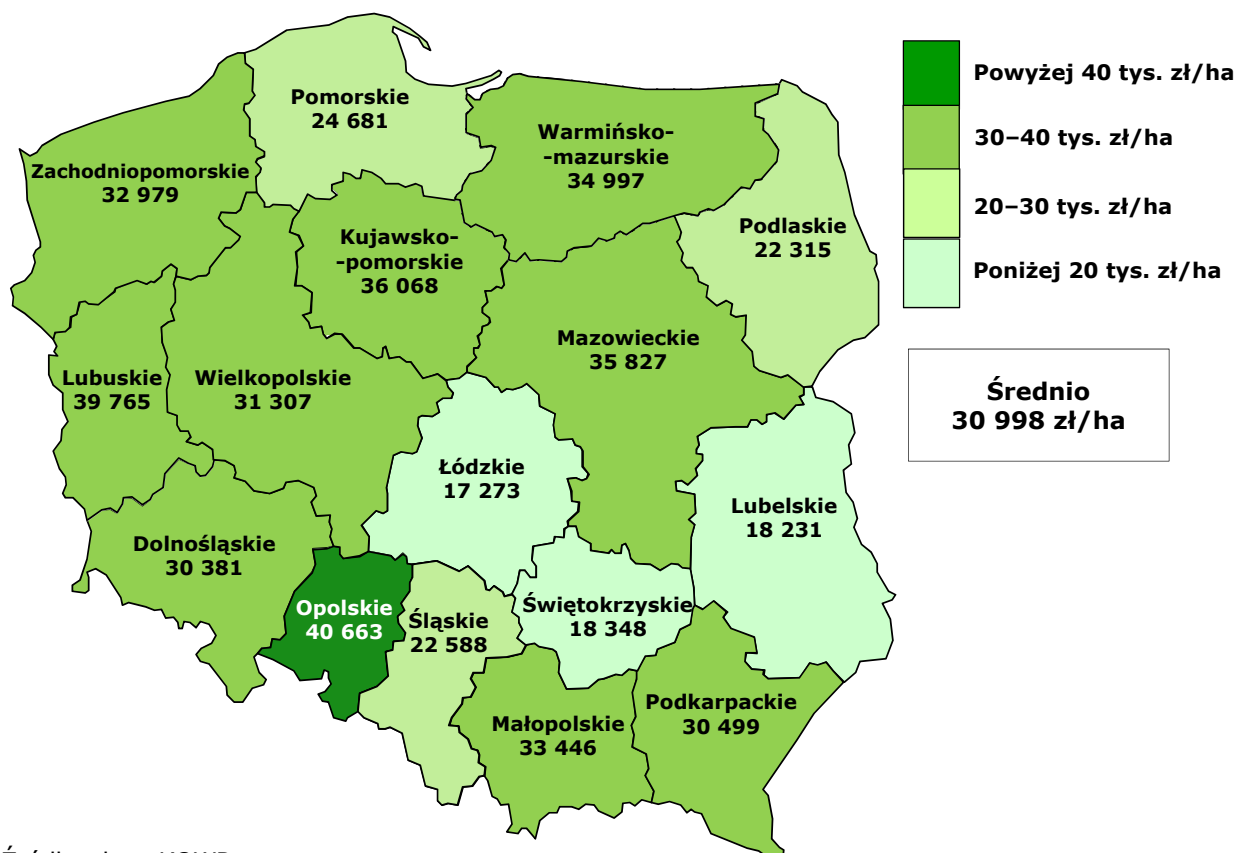 Pomorskie
24 681
Warmińsko-
-mazurskie
34 997
Zachodniopomorskie
32 979
Podlaskie
22 315
Kujawsko-
-pomorskie
36 068
Mazowieckie
35 827
Lubuskie
39 765
Wielkopolskie
31 307
Łódzkie
17 273
Lubelskie
18 231
Dolnośląskie
30 381
Opolskie
40 663
Śląskie
22 588
Świętokrzyskie
18 348
Małopolskie
33 446
Podkarpackie
30 499
Powyżej 40 tys. zł/ha
30–40 tys. zł/ha
20–30 tys. zł/ha
Poniżej 20 tys. zł/ha
Średnio
30 998 zł/ha